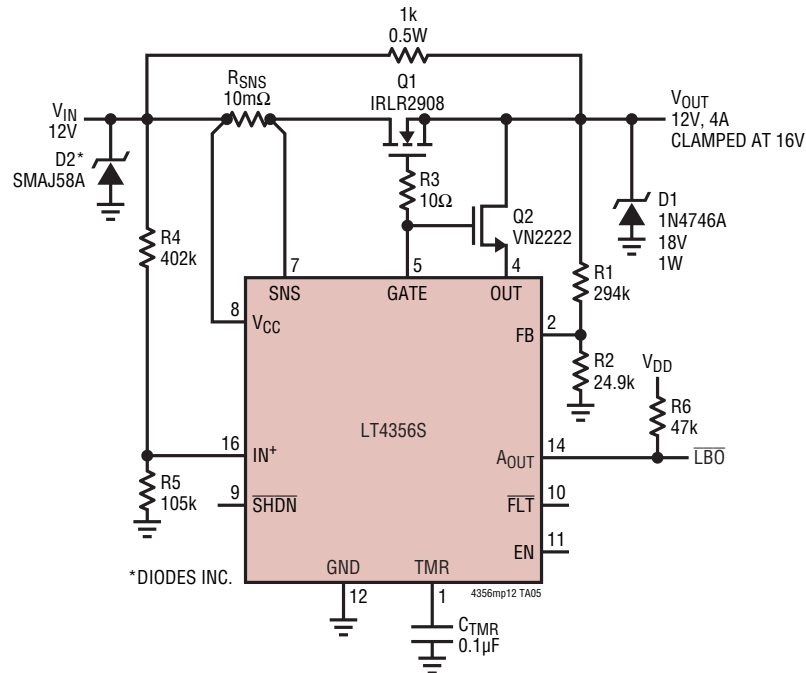 1k
0.5W
RSNS
10mΩ
Q1
IRLR2908
VIN
12V
VOUT
12V, 4A
CLAMPED AT 16V
D2*
SMAJ58A
R3
10Ω
Q2
VN2222
D1
1N4746A
18V
1W
R4
402k
7
5
4
SNS
GATE
OUT
R1
294k
8
VCC
FB
2
R2
24.9k
VDD
LT4356S
R6
47k
16
IN+
AOUT
14
LBO
R5
105k
9
SHDN
FLT
10
EN
11
*DIODES INC.
GND
TMR
12
1
4356mp12 TA05
CTMR
0.1µF